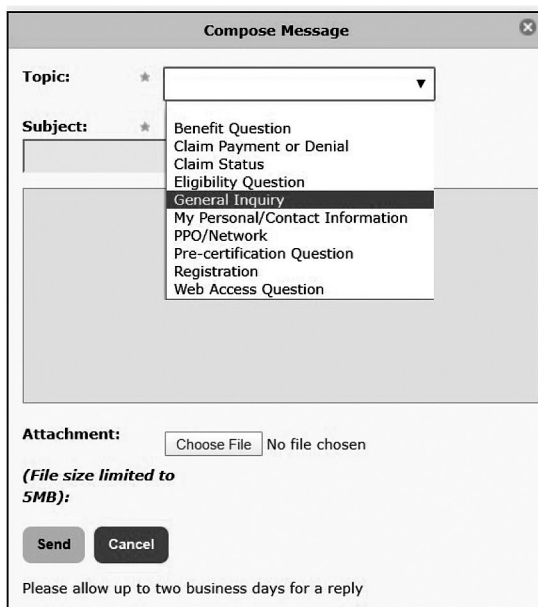 Compose Message
Topic:
Subject:
Benefit Question
Claim Payment or Denial
Claim Status
Eligibility Question
General Inquiry
My Personal/Contact Information
PPO/Network
Pre-certification Question
Registration
Web Access Question
Attachment:
Choose File No file chosen
(File size limited to
5MB):
Send Cancel
Please allow up to two business days for a reply